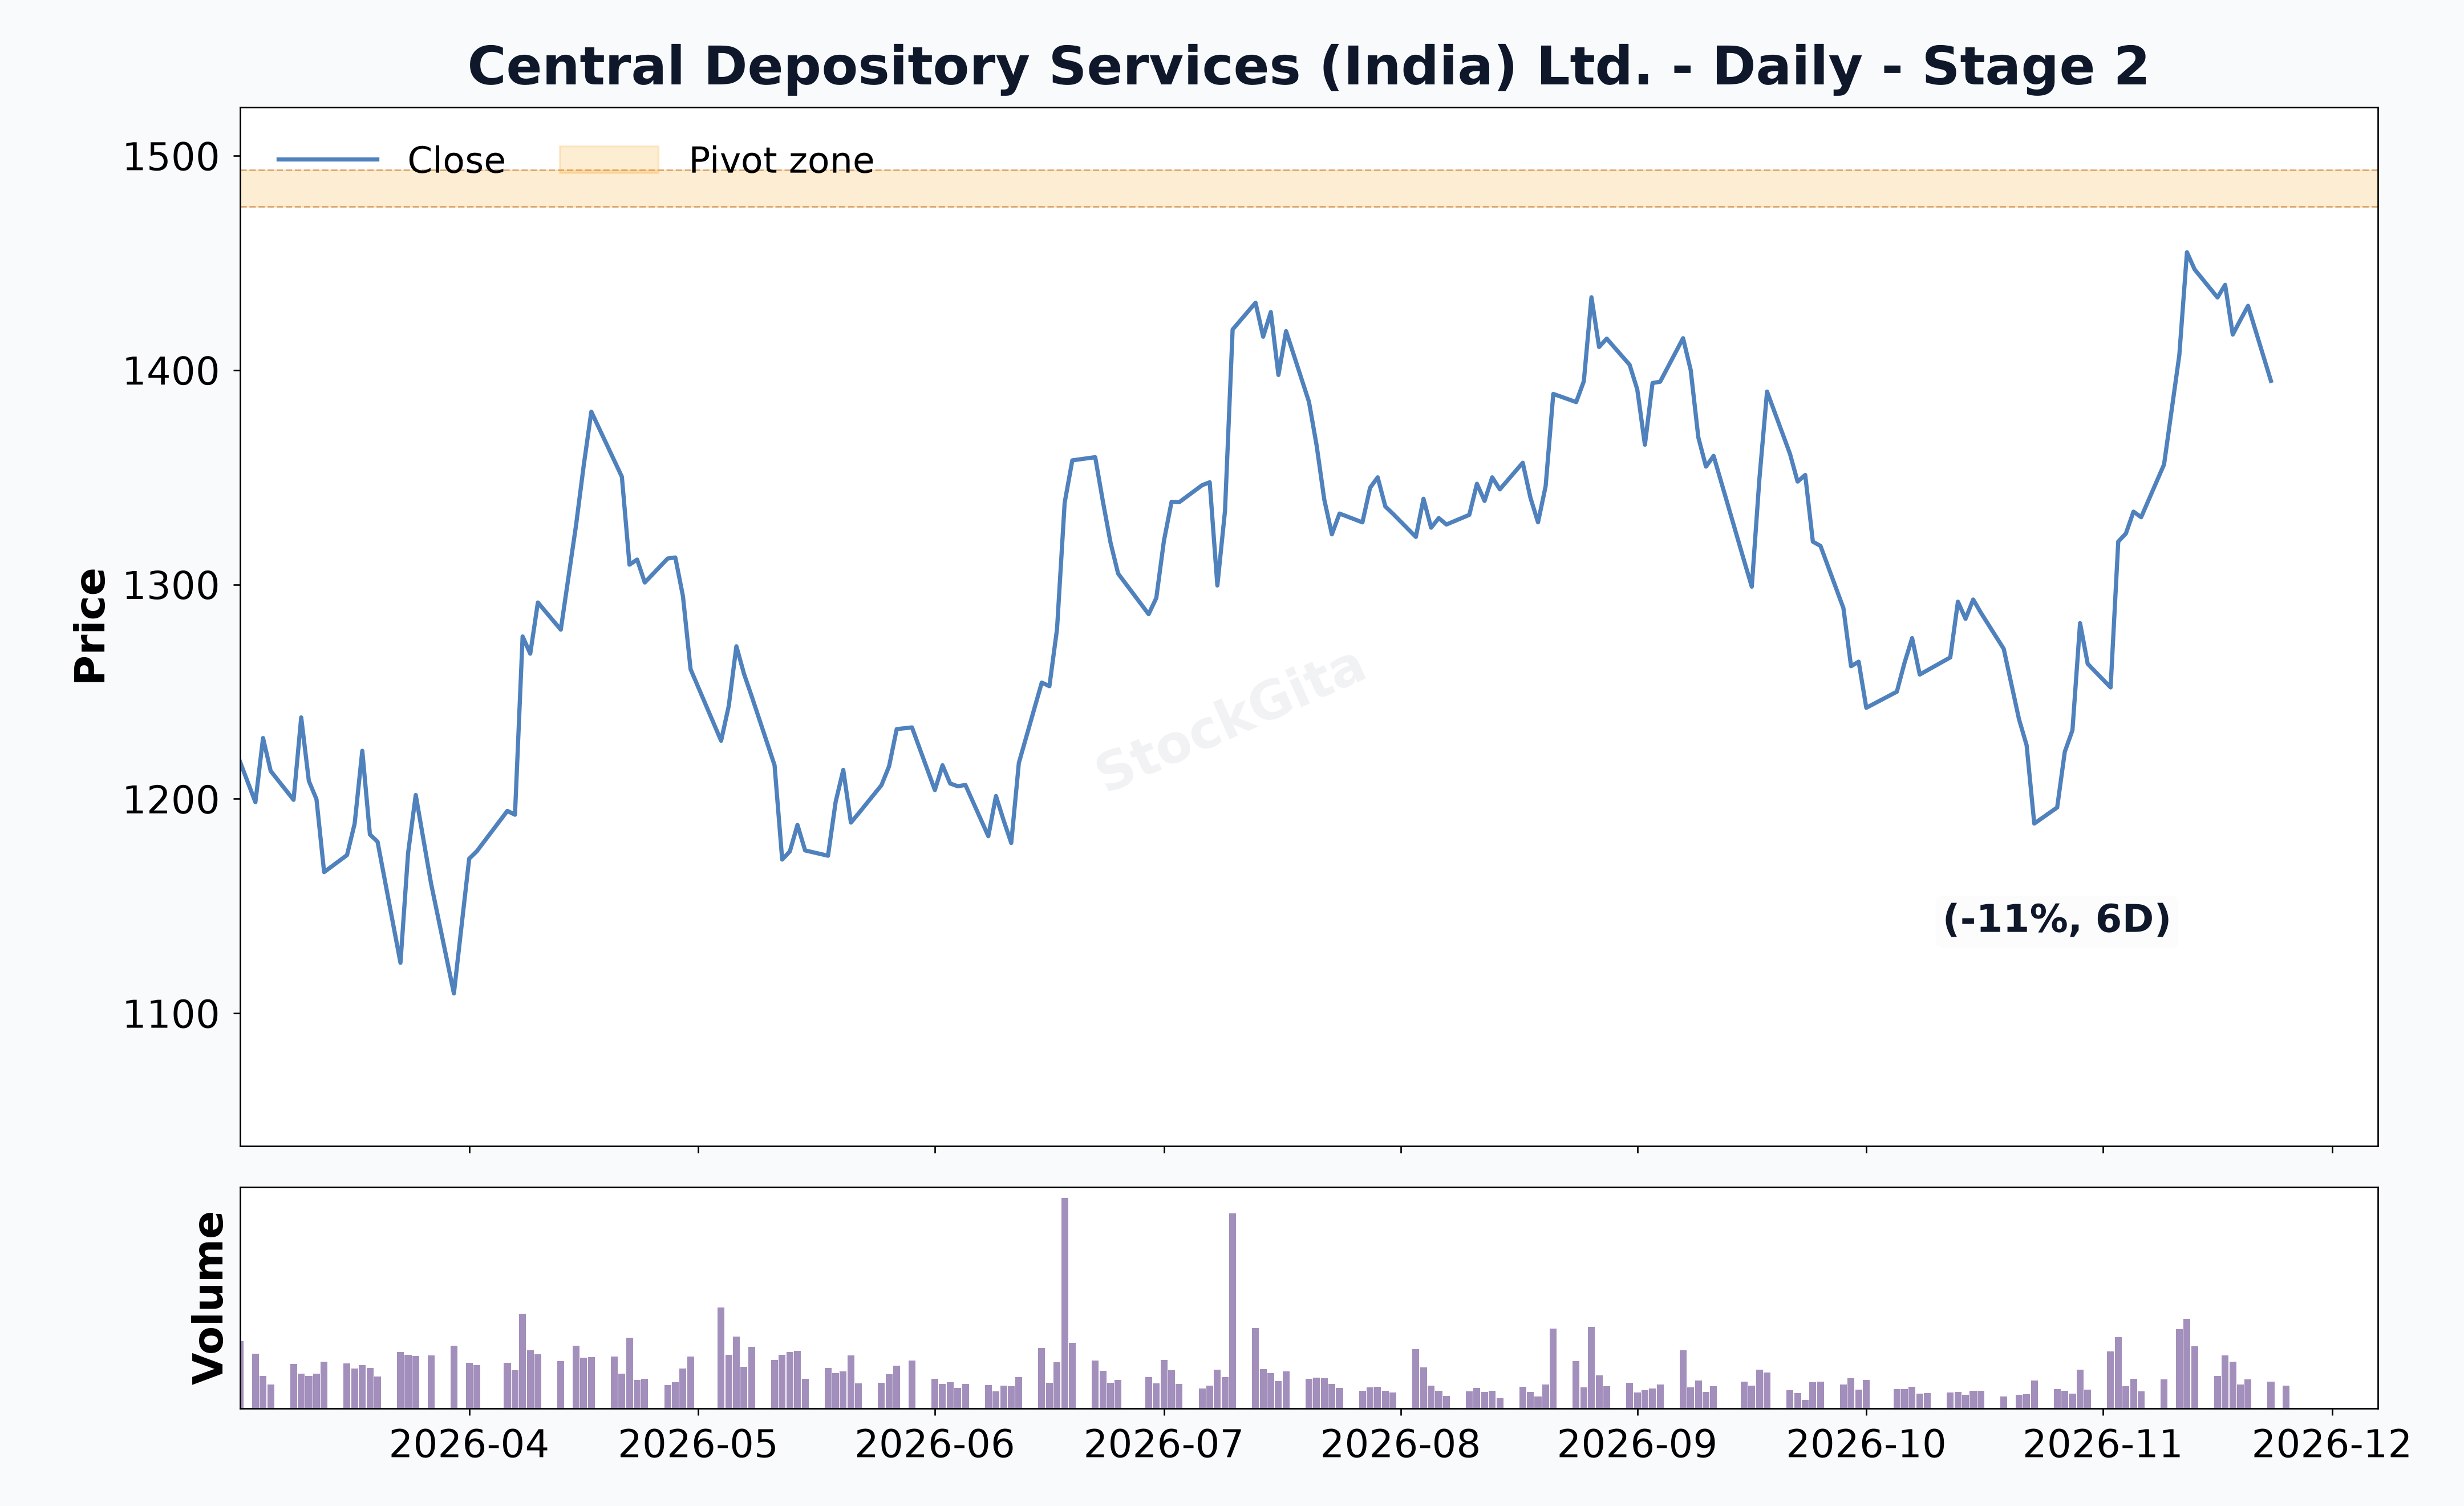 Central Depository Services (India) Ltd. - Daily - Stage 2
Close
Pivot zone
1500
1400
1300
1200
1100
Price
StockGita
(-11%, 6D)
Volume
2026-04
2026-05
2026-06
2026-07
2026-08
2026-09
2026-10
2026-11
2026-12